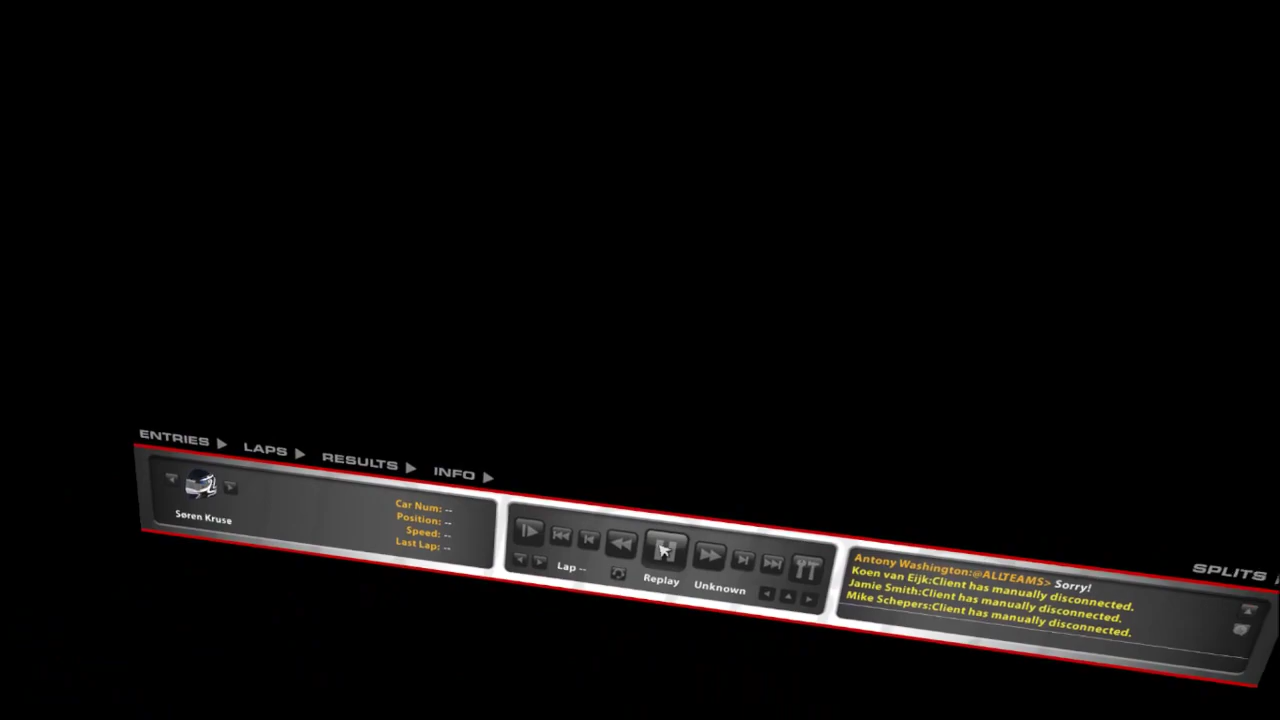 ENTRIES
LAPS
RESULTS
INFO
SPLITS
Søren Kruse
Car Num: --
Position: --
Speed: --
Last Lap: --
Lap --
Replay
Unknown
Antony Washington:@ALLTEAMS> Sorry!
Koen van Eijk:Client has manually disconnected.
Jamie Smith:Client has manually disconnected.
Mike Schepers:Client has manually disconnected.